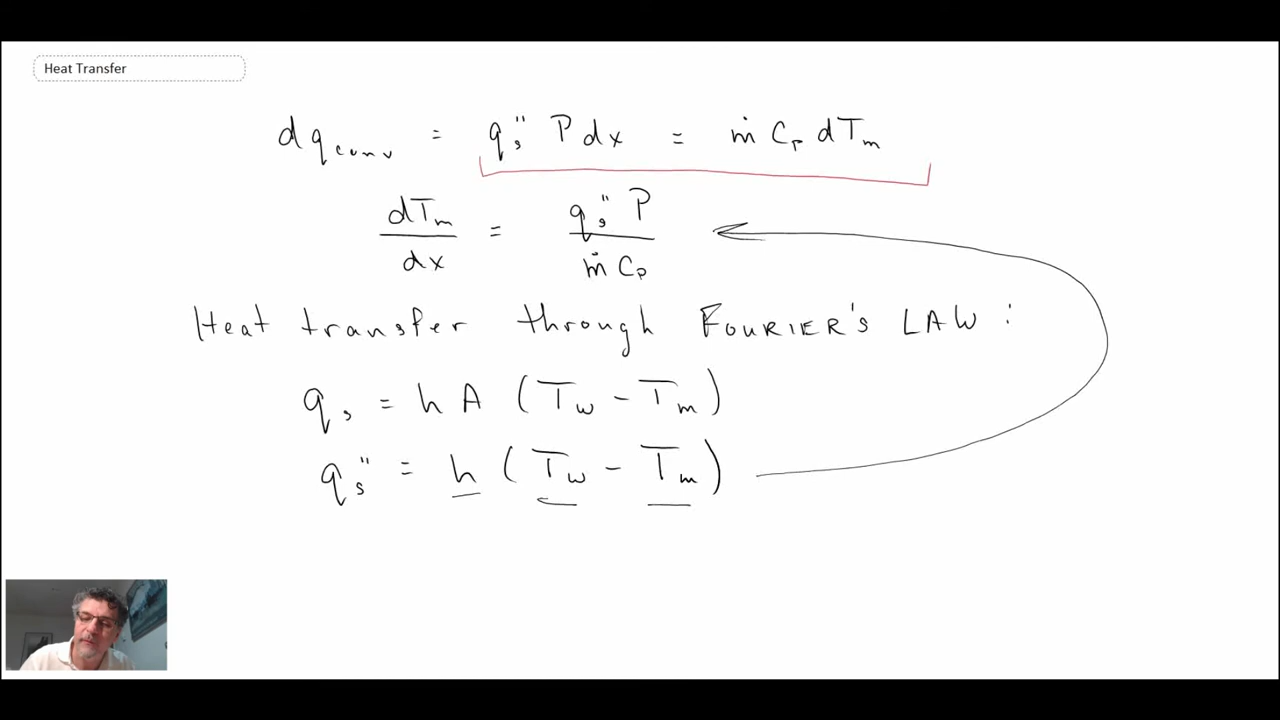 Heat Transfer
dq_conv = q_s'' P dx = ṁ C_p dT_m
dT_m / dx = q_s'' P / ṁ C_p
Heat transfer through FOURIER'S LAW :
q_s = h A (T_w - T_m)
q_s'' = h (T_w - T_m)